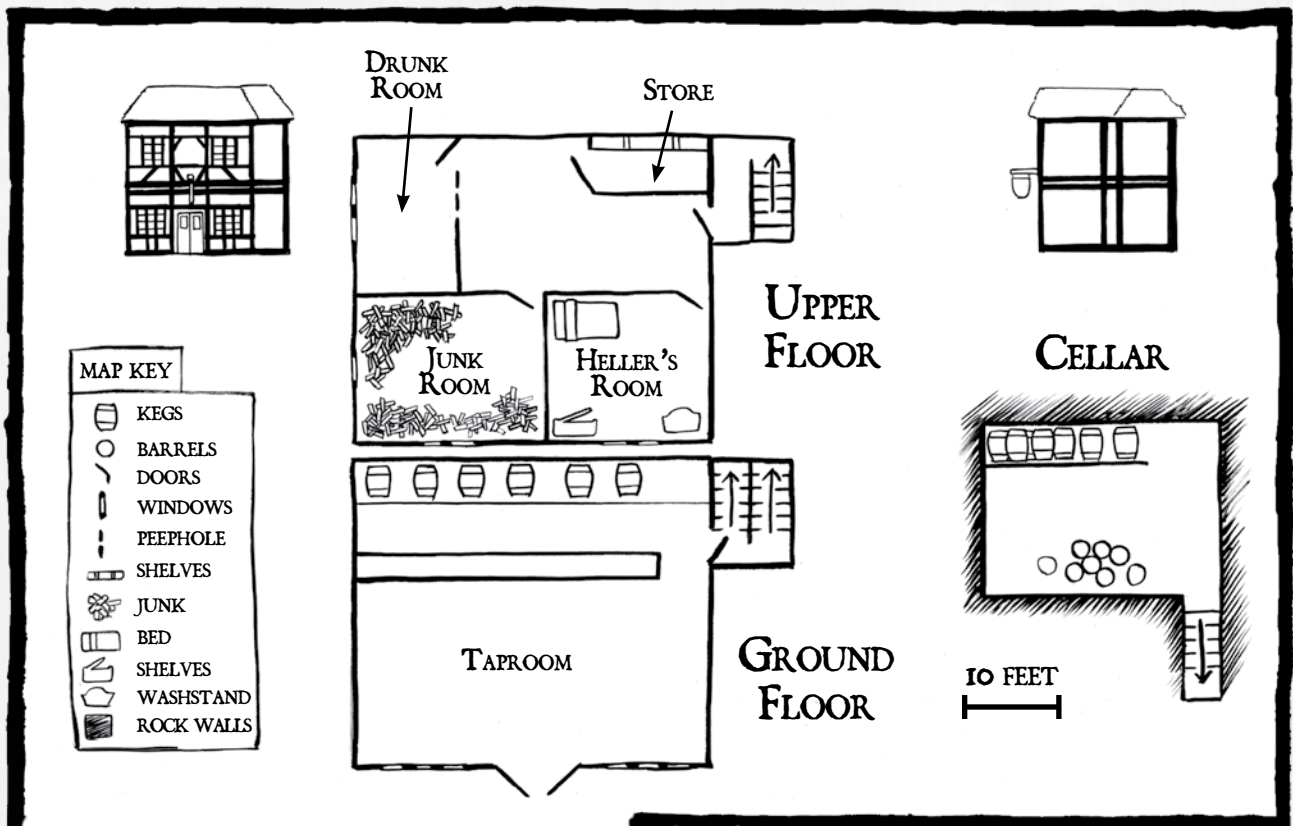 Drunk
Room
Store
Upper
Floor
Junk
Room
Heller's
Room
Cellar
MAP KEY
KEGS
BARRELS
DOORS
WINDOWS
PEEPHOLE
SHELVES
JUNK
BED
SHELVES
WASHSTAND
ROCK WALLS
Taproom
Ground
Floor
10 FEET